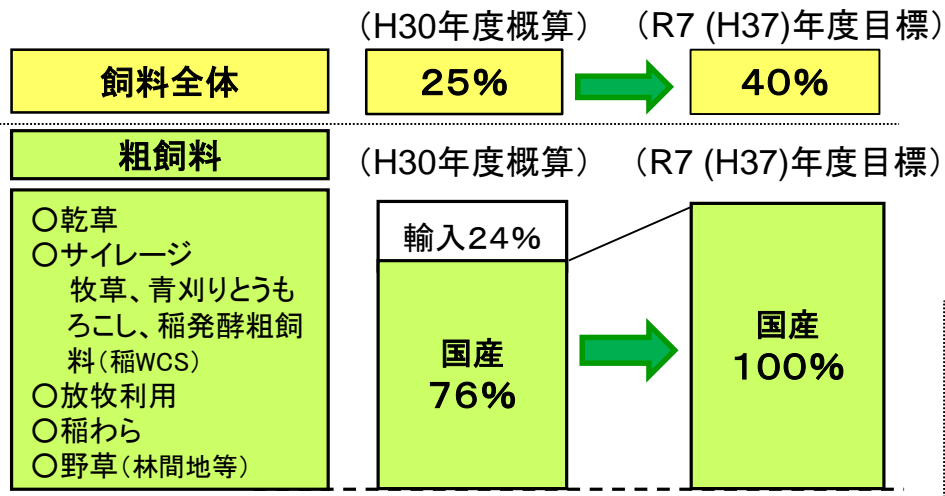 （H30年度概算）　（R7 (H37)年度目標）
飼料全体　25%　40%
粗飼料　（H30年度概算）　（R7 (H37)年度目標）
○乾草
○サイレージ
牧草、青刈りとうも
ろこし、稲発酵粗飼
料（稲WCS）
○放牧利用
○稲わら
○野草（林間地等）
輸入24%
国産
76%
国産
100%